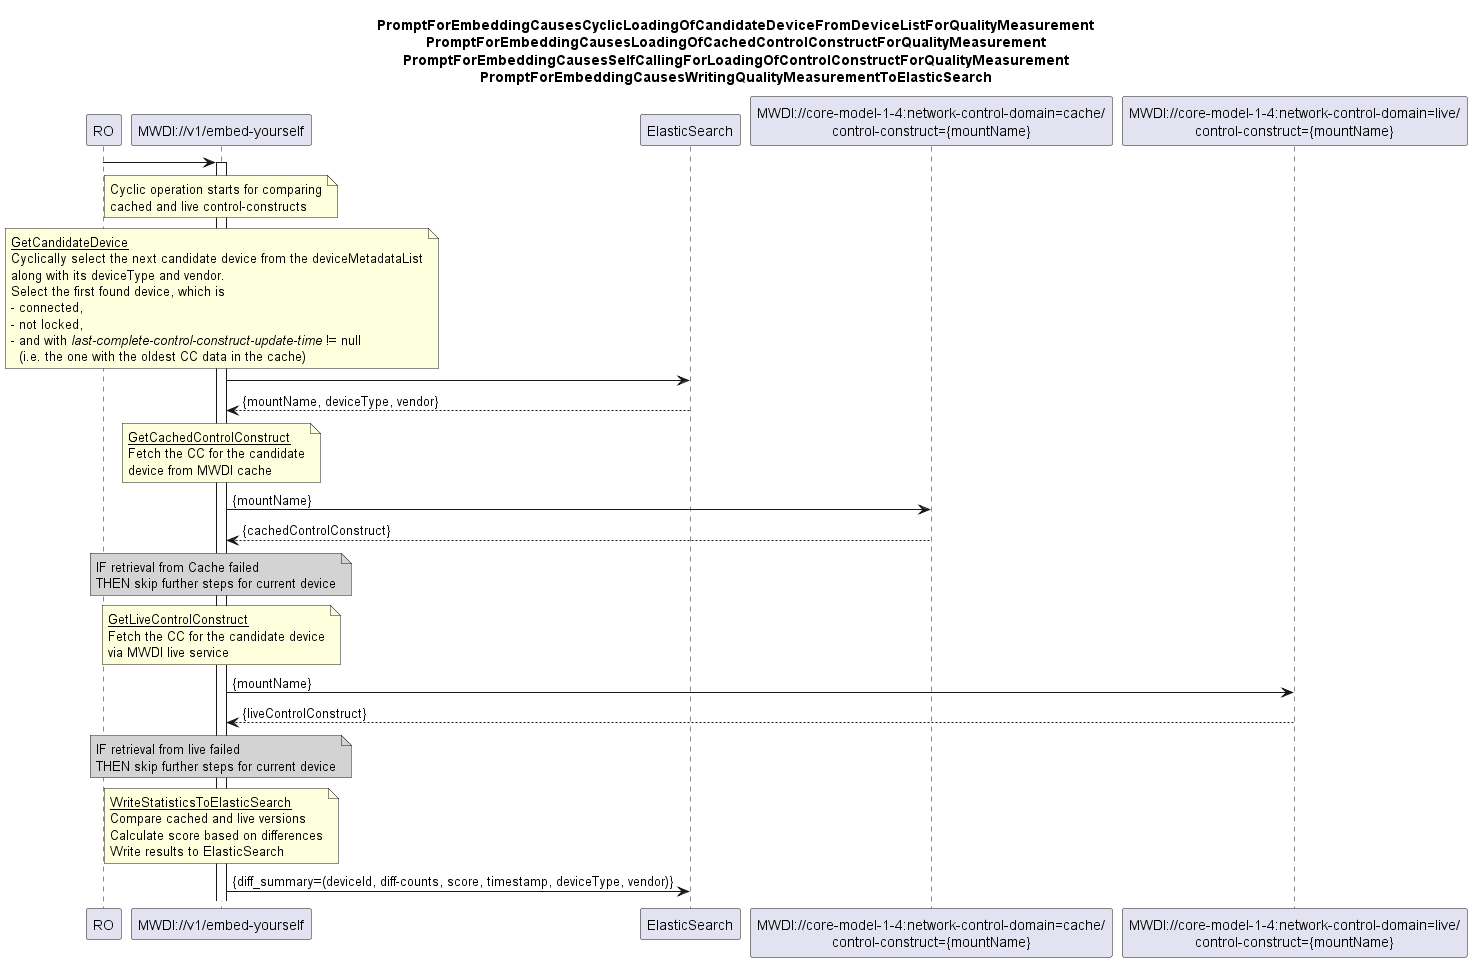 PromptForEmbeddingCausesCyclicLoadingOfCandidateDeviceFromDeviceListForQualityMeasurement
PromptForEmbeddingCausesLoadingOfCachedControlConstructForQualityMeasurement
PromptForEmbeddingCausesSelfCallingForLoadingOfControlConstructForQualityMeasurement
PromptForEmbeddingCausesWritingQualityMeasurementToElasticSearch
RO
MWDI://v1/embed-yourself
ElasticSearch
MWDI://core-model-1-4:network-control-domain=cache/
control-construct={mountName}
MWDI://core-model-1-4:network-control-domain=live/
control-construct={mountName}
Cyclic operation starts for comparing
cached and live control-constructs
GetCandidateDevice
Cyclically select the next candidate device from the deviceMetadataList
along with its deviceType and vendor.
Select the first found device, which is
- connected,
- not locked,
- and with last-complete-control-construct-update-time != null
(i.e. the one with the oldest CC data in the cache)
{mountName, deviceType, vendor}
GetCachedControlConstruct
Fetch the CC for the candidate
device from MWDI cache
{mountName}
{cachedControlConstruct}
IF retrieval from Cache failed
THEN skip further steps for current device
GetLiveControlConstruct
Fetch the CC for the candidate device
via MWDI live service
{mountName}
{liveControlConstruct}
IF retrieval from live failed
THEN skip further steps for current device
WriteStatisticsToElasticSearch
Compare cached and live versions
Calculate score based on differences
Write results to ElasticSearch
{diff_summary=(deviceId, diff-counts, score, timestamp, deviceType, vendor)}
RO
MWDI://v1/embed-yourself
ElasticSearch
MWDI://core-model-1-4:network-control-domain=cache/
control-construct={mountName}
MWDI://core-model-1-4:network-control-domain=live/
control-construct={mountName}